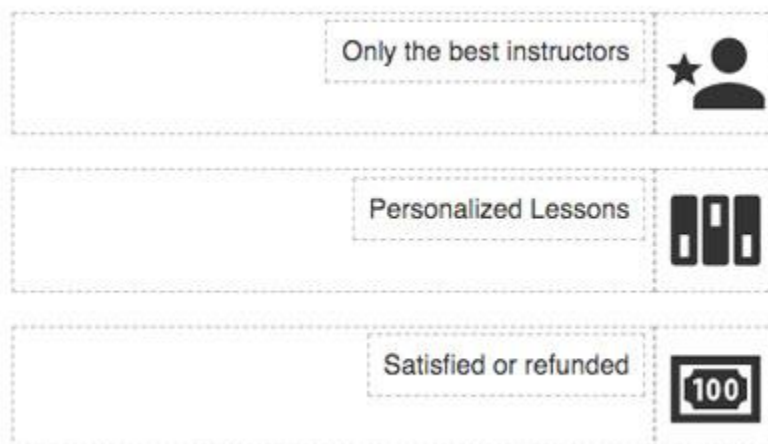 Only the best instructors
Personalized Lessons
Satisfied or refunded
100